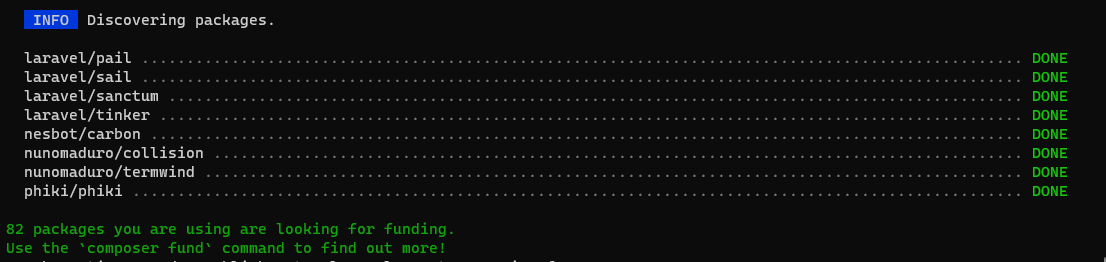 INFO Discovering packages.
laravel/pail ........................................................................................................ DONE
laravel/sail ........................................................................................................ DONE
laravel/sanctum ..................................................................................................... DONE
laravel/tinker ...................................................................................................... DONE
nesbot/carbon ....................................................................................................... DONE
nunomaduro/collision ................................................................................................ DONE
nunomaduro/termwind ................................................................................................. DONE
phiki/phiki ......................................................................................................... DONE
82 packages you are using are looking for funding.
Use the `composer fund` command to find out more!